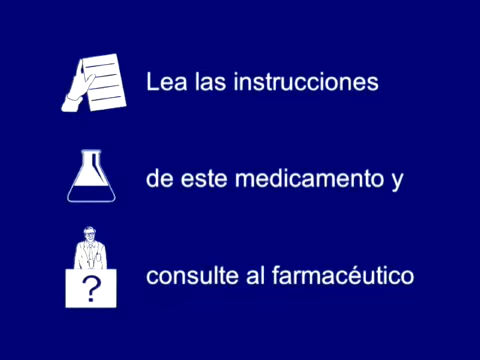 Lea las instrucciones
de este medicamento y
consulte al farmacéutico
?